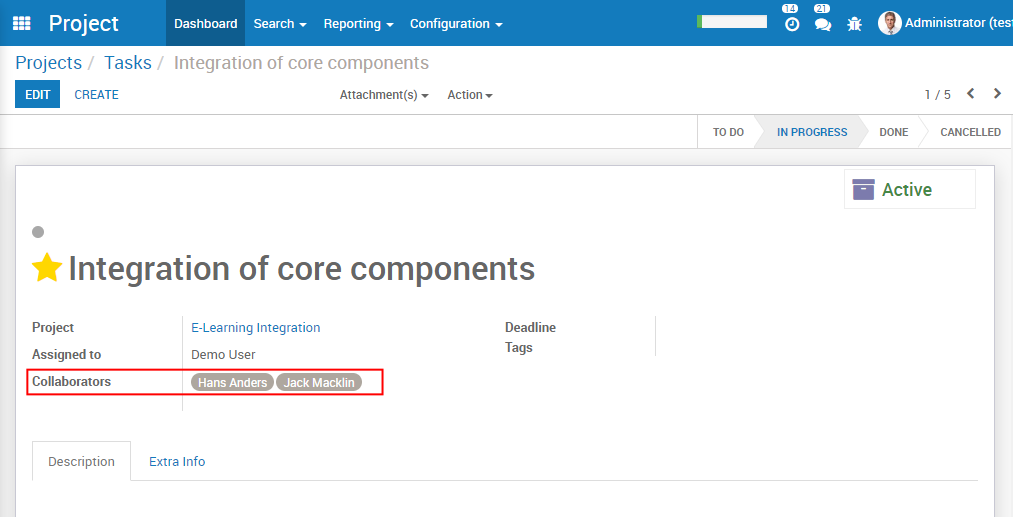 14 21
Project Dashboard Search Reporting Configuration Administrator (test
Projects / Tasks / Integration of core components
EDIT CREATE Attachment(s) Action 1 / 5
TO DO IN PROGRESS DONE CANCELLED
Active
Integration of core components
Project E-Learning Integration Deadline
Assigned to Demo User Tags
Collaborators Hans Anders Jack Macklin
Description Extra Info